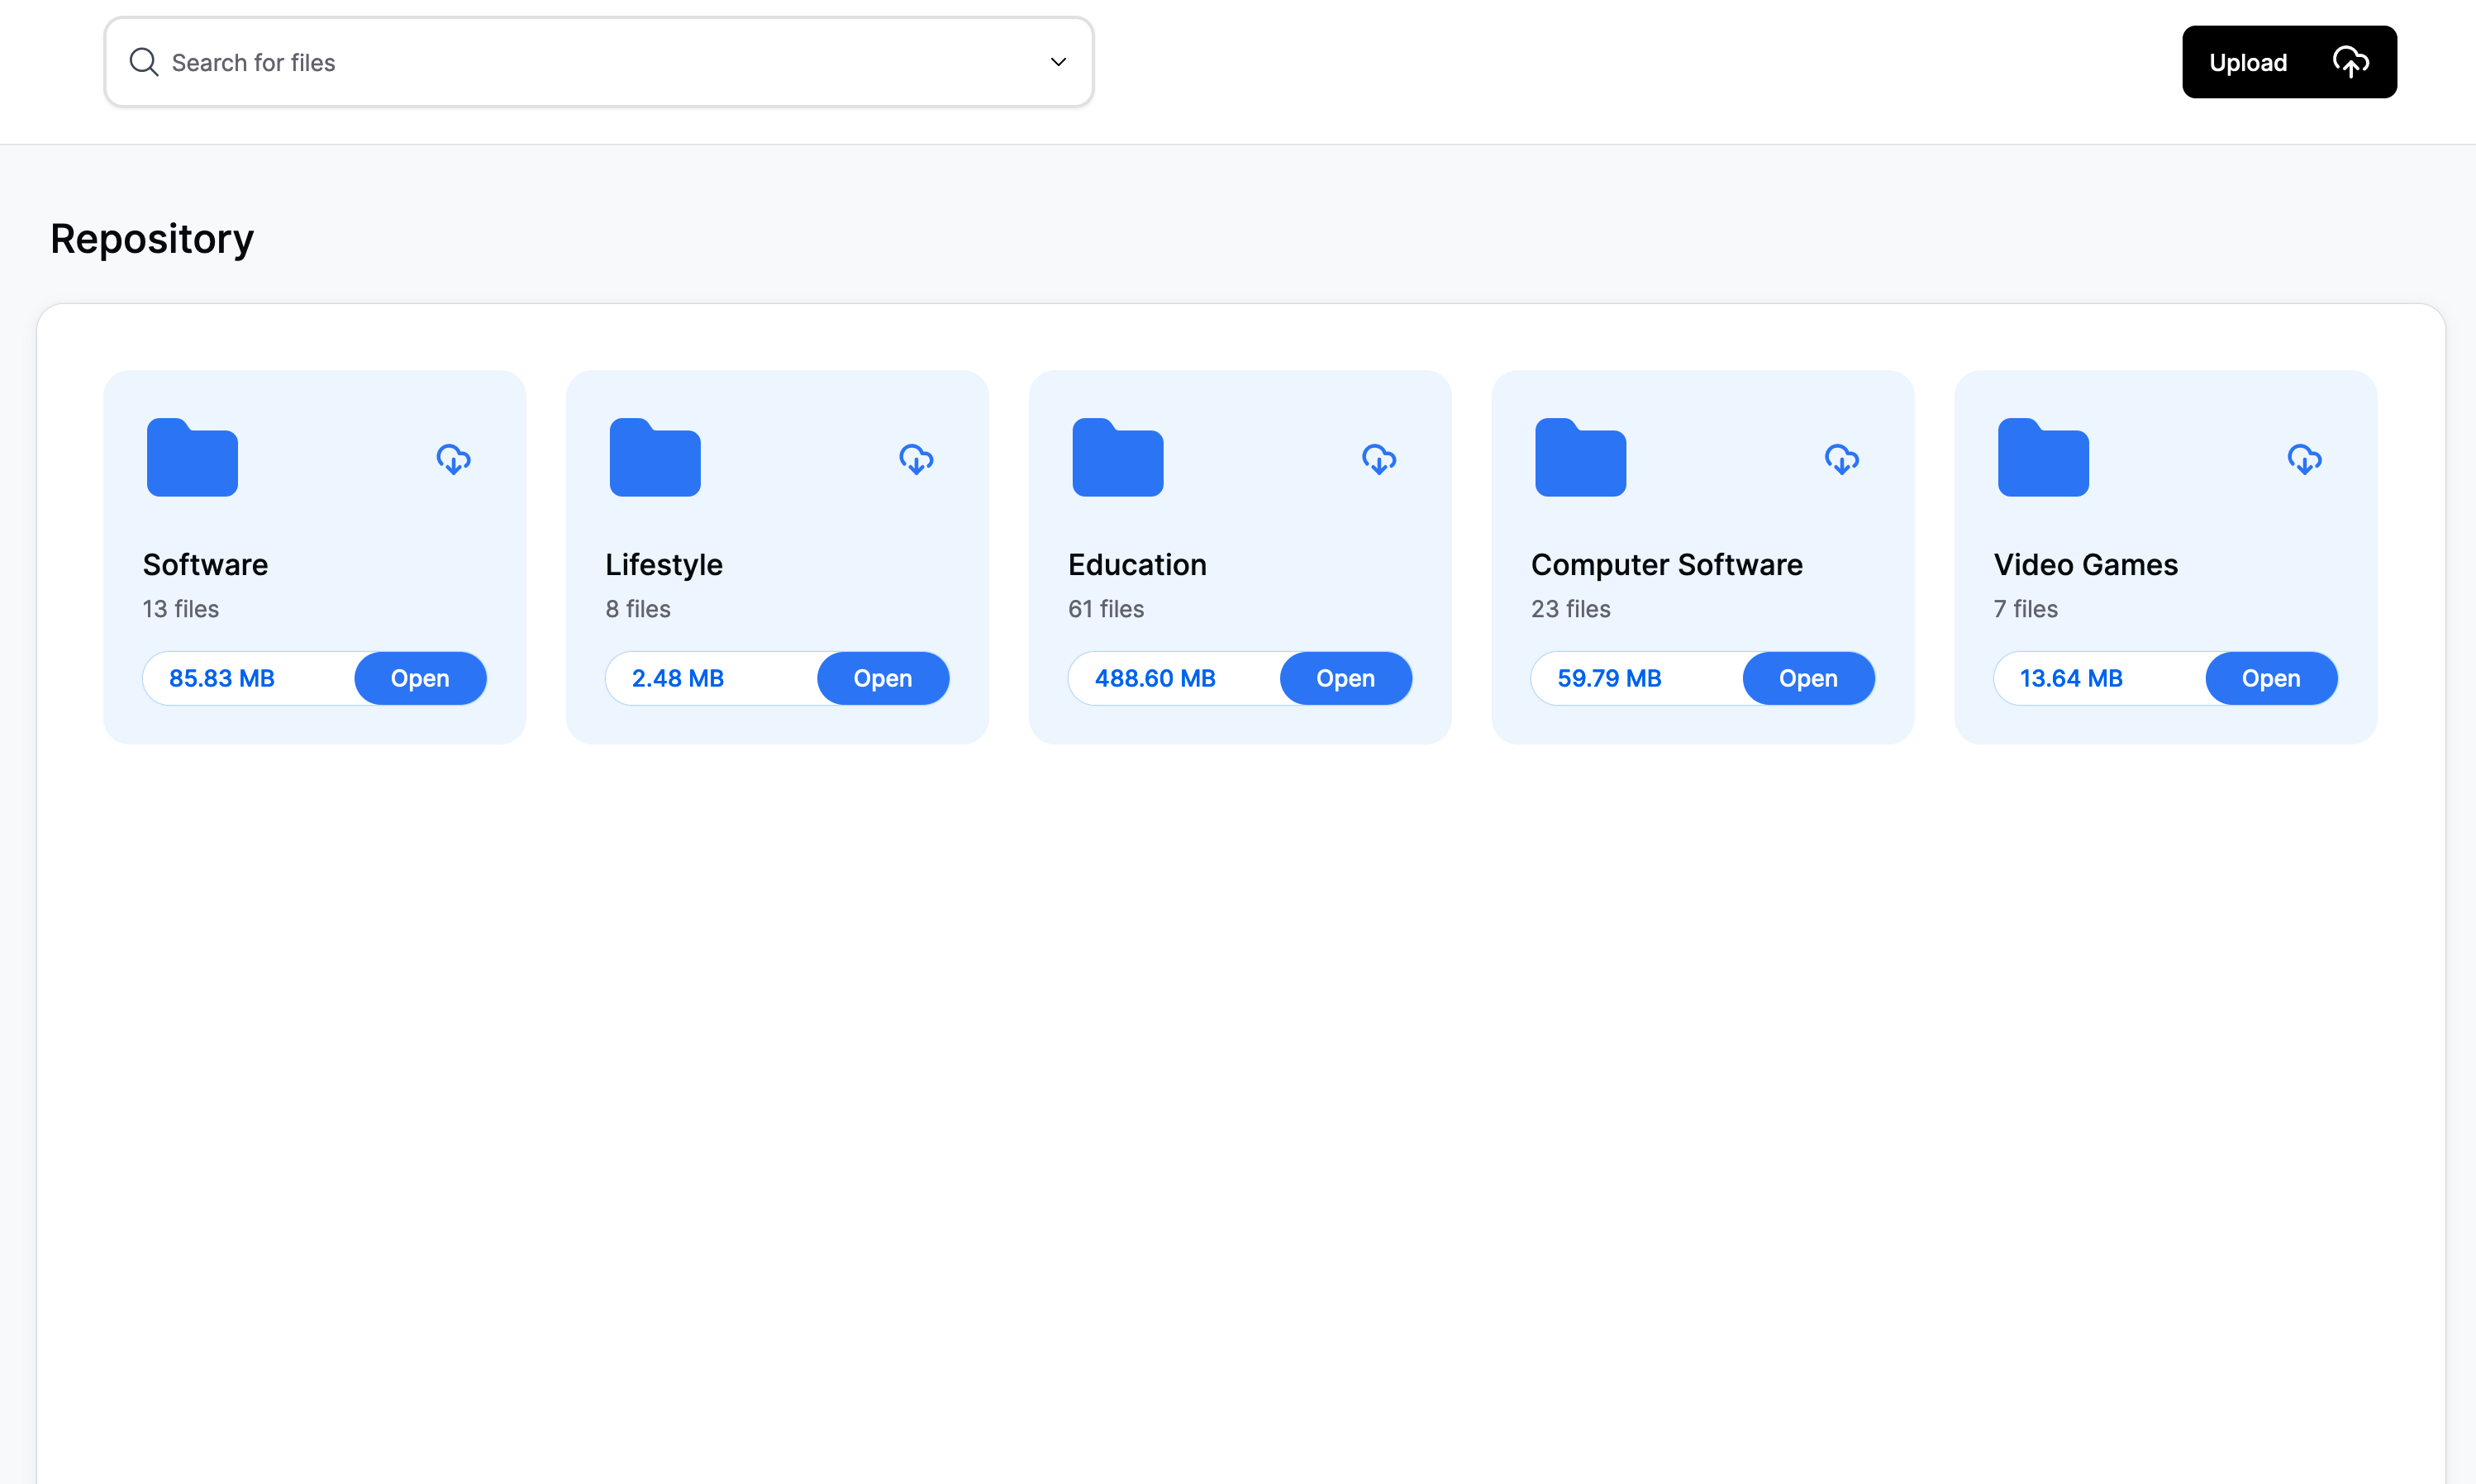 Search for files
Upload
Repository
Software
13 files
85.83 MB
Open
Lifestyle
8 files
2.48 MB
Open
Education
61 files
488.60 MB
Open
Computer Software
23 files
59.79 MB
Open
Video Games
7 files
13.64 MB
Open